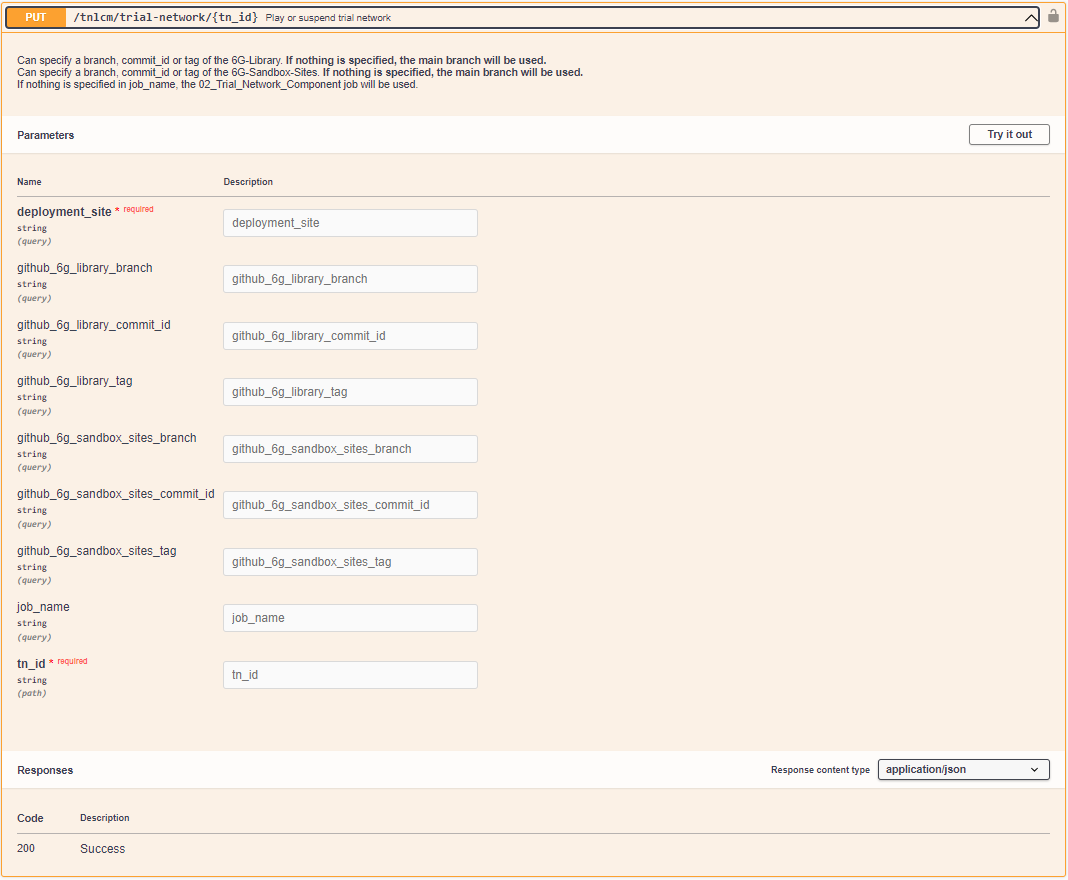 PUT /tnlcm/trial-network/{tn_id} Play or suspend trial network
Can specify a branch, commit_id or tag of the 6G-Library. If nothing is specified, the main branch will be used.
Can specify a branch, commit_id or tag of the 6G-Sandbox-Sites. If nothing is specified, the main branch will be used.
If nothing is specified in job_name, the 02_Trial_Network_Component job will be used.
Parameters Try it out
Name Description
deployment_site * required
string
(query)
deployment_site
github_6g_library_branch
string
(query)
github_6g_library_branch
github_6g_library_commit_id
string
(query)
github_6g_library_commit_id
github_6g_library_tag
string
(query)
github_6g_library_tag
github_6g_sandbox_sites_branch
string
(query)
github_6g_sandbox_sites_branch
github_6g_sandbox_sites_commit_id
string
(query)
github_6g_sandbox_sites_commit_id
github_6g_sandbox_sites_tag
string
(query)
github_6g_sandbox_sites_tag
job_name
string
(query)
job_name
tn_id * required
string
(path)
tn_id
Responses Response content type application/json
Code Description
200 Success